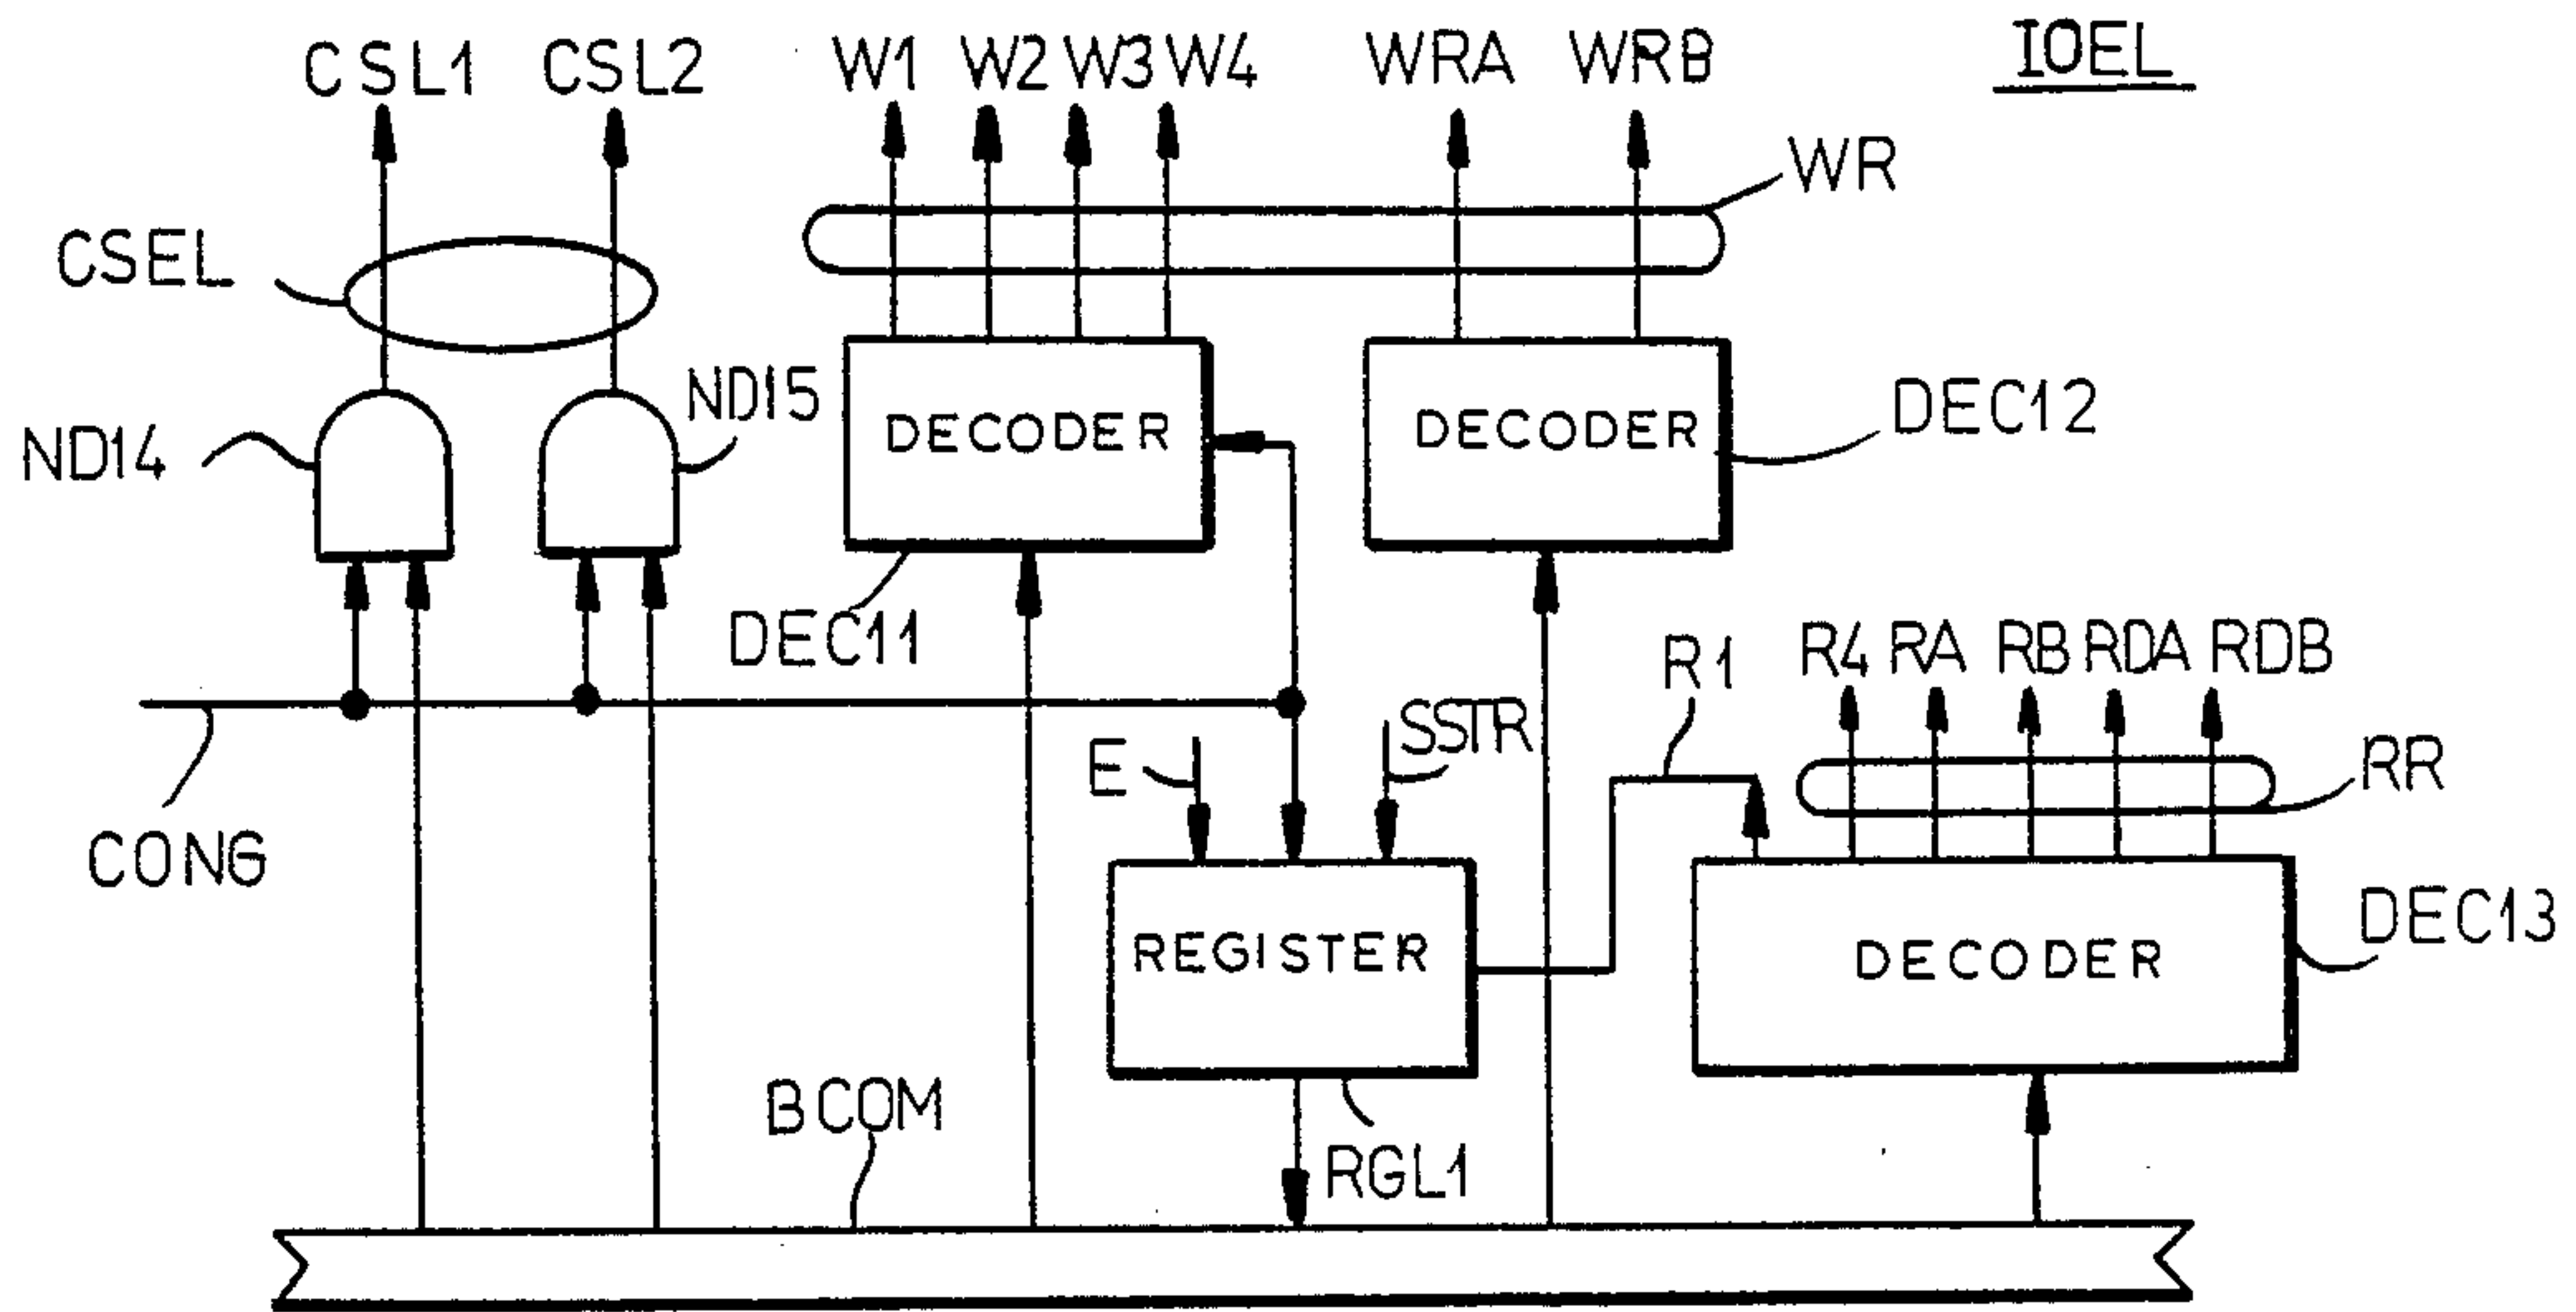 IOEL
CSL1 CSL2 W1 W2 W3 W4 WRA WRB
WR
CSEL
ND14
ND15
DECODER
DECODER
DEC12
DEC11
R1
R4 RA RB RDA RDB
E
SSTR
RR
CONG
REGISTER
DECODER
DEC13
BCOM
RGL1